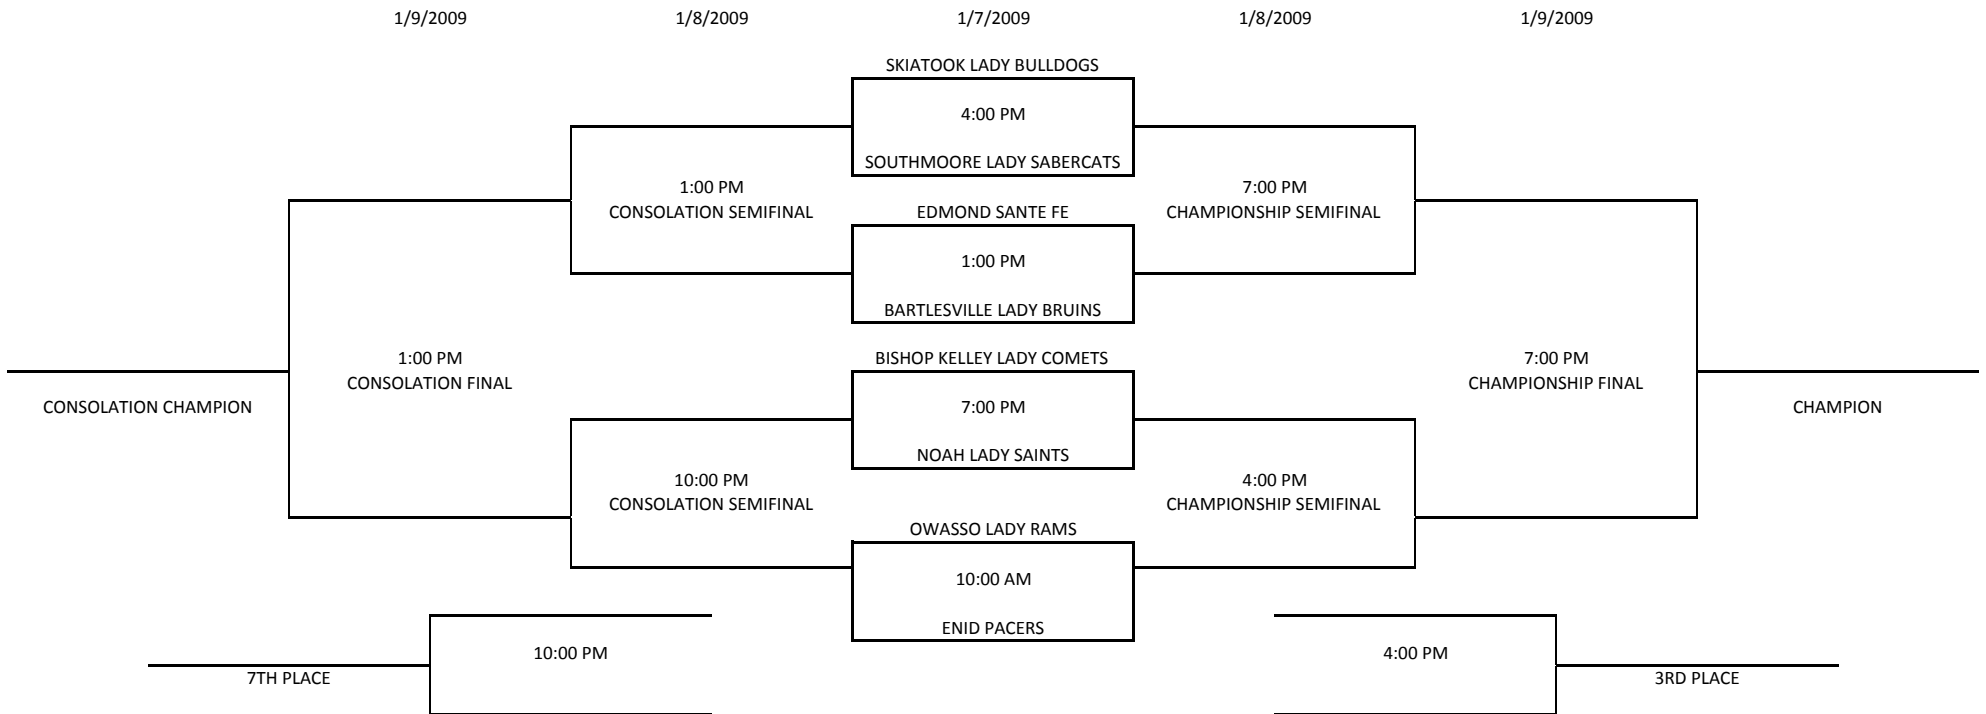 1/9/2009 1/8/2009 1/7/2009 1/8/2009 1/9/2009
SKIATOOK LADY BULLDOGS
4:00 PM
SOUTHMOORE LADY SABERCATS
1:00 PM 7:00 PM
CONSOLATION SEMIFINAL EDMOND SANTE FE CHAMPIONSHIP SEMIFINAL
1:00 PM
BARTLESVILLE LADY BRUINS
1:00 PM BISHOP KELLEY LADY COMETS 7:00 PM
CONSOLATION FINAL CHAMPIONSHIP FINAL
CONSOLATION CHAMPION 7:00 PM CHAMPION
NOAH LADY SAINTS
10:00 PM 4:00 PM
CONSOLATION SEMIFINAL CHAMPIONSHIP SEMIFINAL
OWASSO LADY RAMS
10:00 AM
ENID PACERS
10:00 PM 4:00 PM
7TH PLACE 3RD PLACE